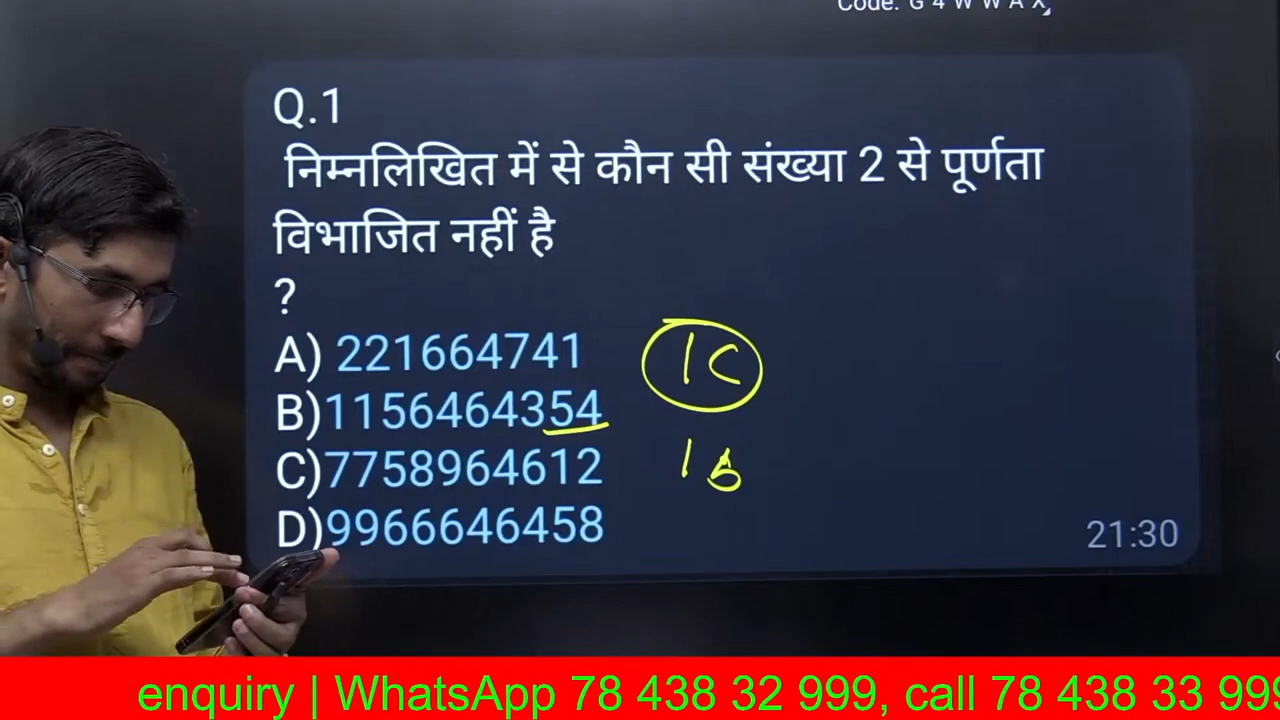 Code: G 4 W W A X
Q.1
निम्नलिखित में से कौन सी संख्या 2 से पूर्णता
विभाजित नहीं है
?
A) 221664741
B)1156464354
C)7758964612
D)9966646458
1C
21:30
enquiry | WhatsApp 78 438 32 999, call 78 438 33 999